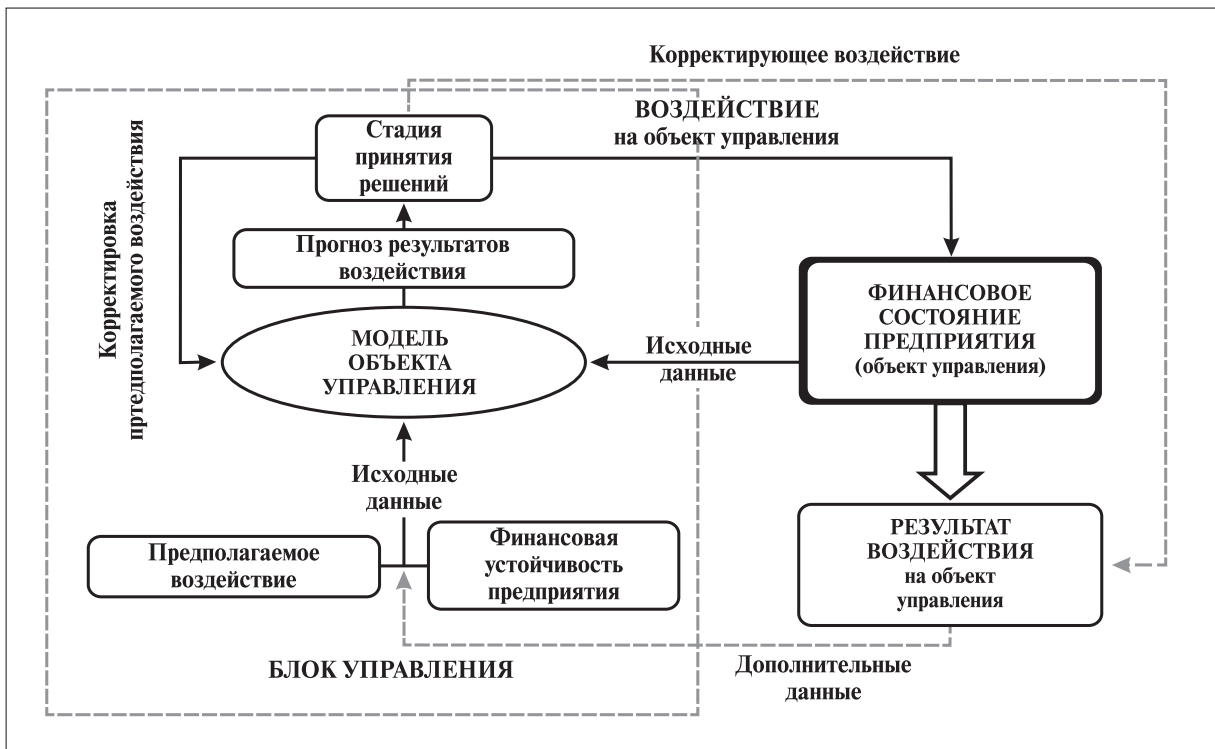 Корректирующее воздействие
ВОЗДЕЙСТВИЕ
на объект управления
Стадия
принятия
решений
Корректировка
пртедполагаемого воздействия
Прогноз результатов
воздействия
МОДЕЛЬ
ОБЪЕКТА
УПРАВЛЕНИЯ
Исходные
данные
ФИНАНСОВОЕ
СОСТОЯНИЕ
ПРЕДПРИЯТИЯ
(объект управления)
Исходные
данные
Предполагаемое
воздействие
Финансовая
устойчивость
предприятия
РЕЗУЛЬТАТ
ВОЗДЕЙСТВИЯ
на объект
управления
БЛОК УПРАВЛЕНИЯ
Дополнительные
данные